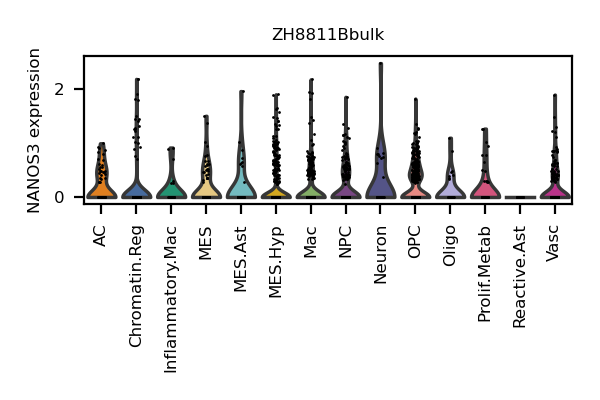 ZH8811Bbulk
NANOS3 expression
2
0
AC
Chromatin.Reg
Inflammatory.Mac
MES
MES.Ast
MES.Hyp
Mac
NPC
Neuron
OPC
Oligo
Prolif.Metab
Reactive.Ast
Vasc